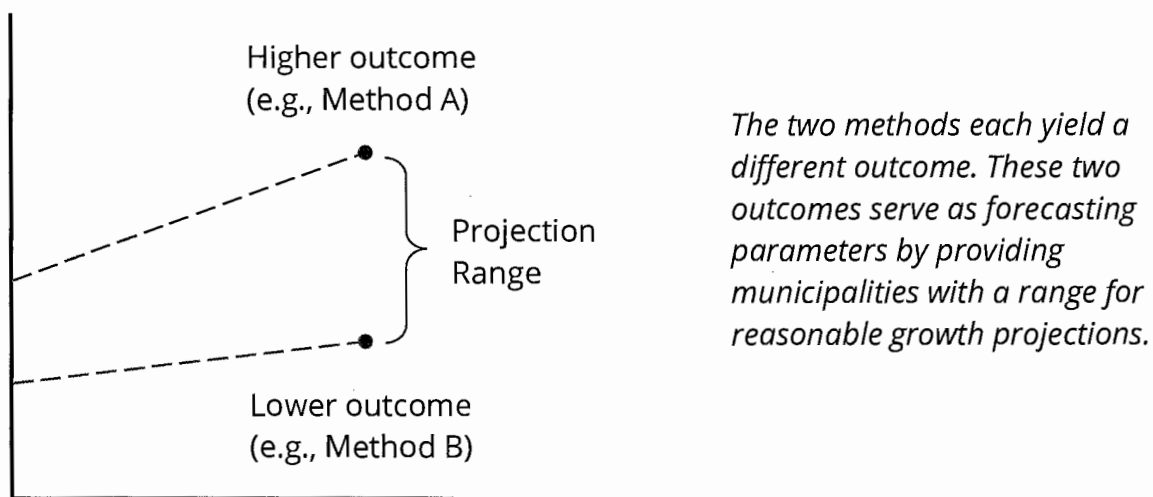 Higher outcome
(e.g., Method A)
The two methods each yield a
different outcome. These two
outcomes serve as forecasting
parameters by providing
municipalities with a range for
reasonable growth projections.
Projection
Range
Lower outcome
(e.g., Method B)